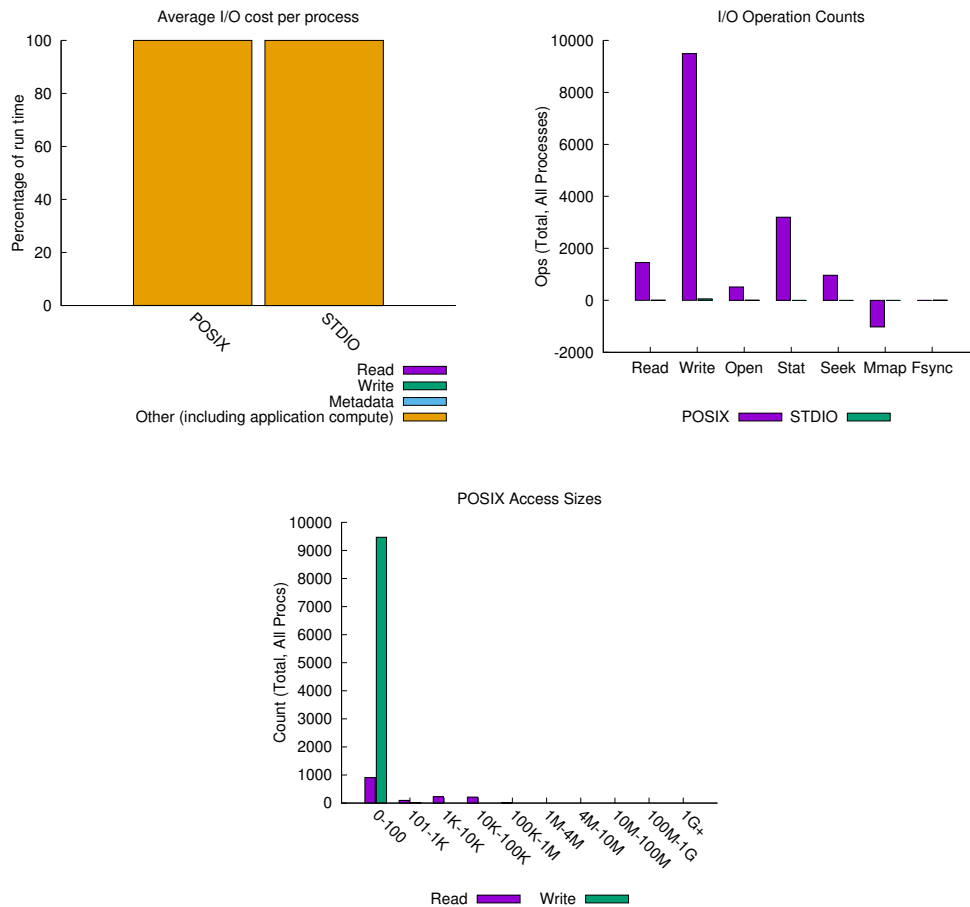 Average I/O cost per process
100
80
60
40
20
0
Percentage of run time
POSIX
STDIO
Read
Write
Metadata
Other (including application compute)
I/O Operation Counts
10000
8000
6000
4000
2000
0
-2000
Ops (Total, All Processes)
Read Write Open Stat Seek Mmap Fsync
POSIX STDIO
POSIX Access Sizes
10000
9000
8000
7000
6000
5000
4000
3000
2000
1000
0
Count (Total, All Procs)
0-100
101-1K
1K-10K
10K-100K
100K-1M
1M-4M
4M-10M
10M-100M
100M-1G
1G+
Read Write